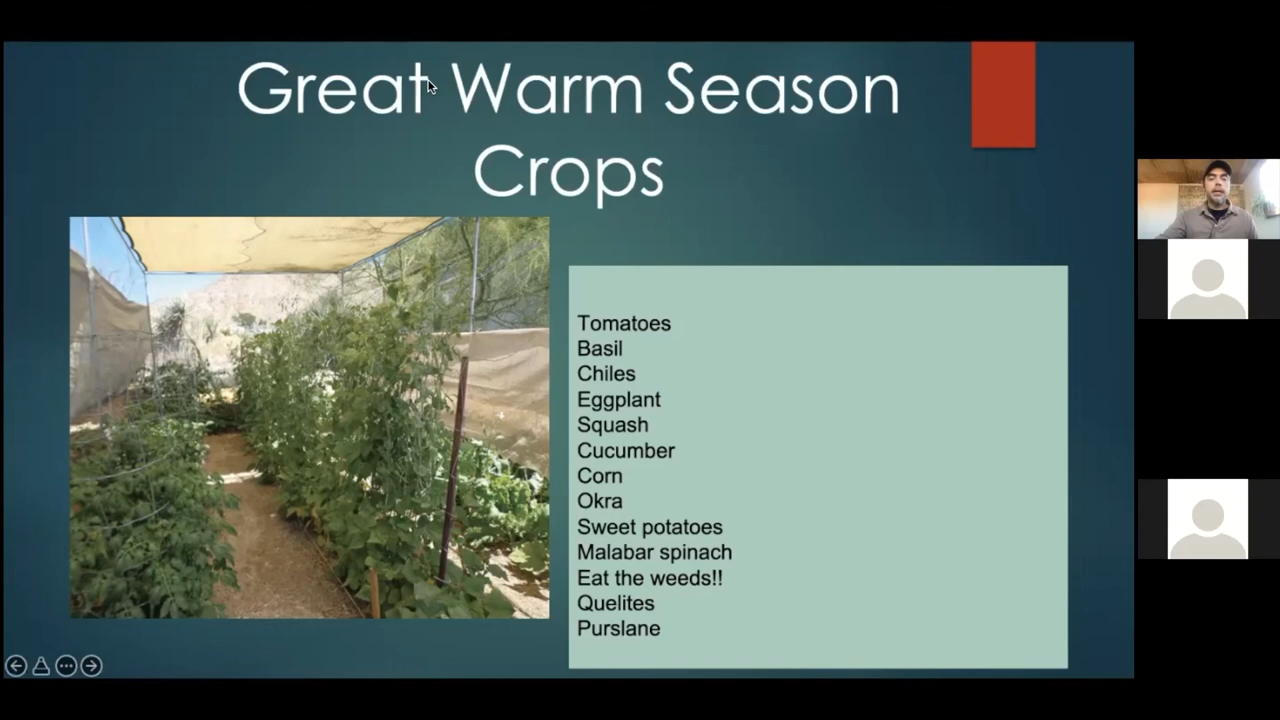 Great Warm Season
Crops
Tomatoes
Basil
Chiles
Eggplant
Squash
Cucumber
Corn
Okra
Sweet potatoes
Malabar spinach
Eat the weeds!!
Quelites
Purslane